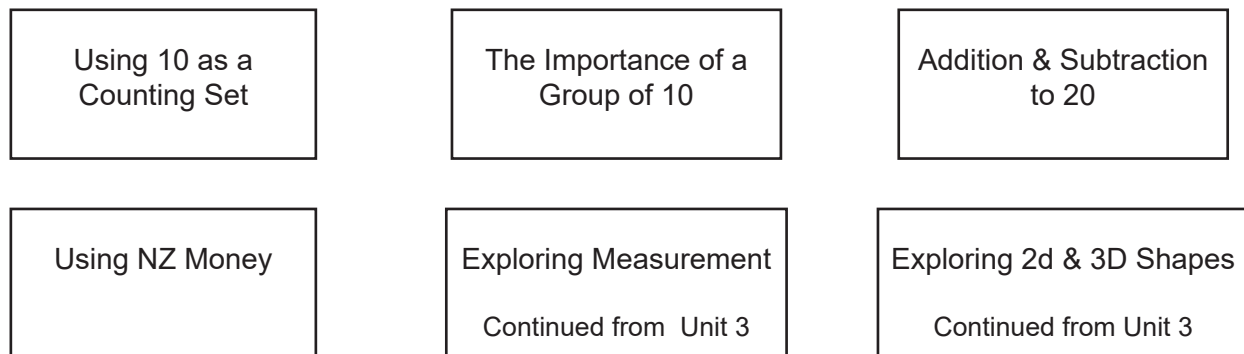 Using 10 as a
Counting Set
The Importance of a
Group of 10
Addition & Subtraction
to 20
Using NZ Money
Exploring Measurement
Continued from  Unit 3
Exploring 2d & 3D Shapes
Continued from Unit 3